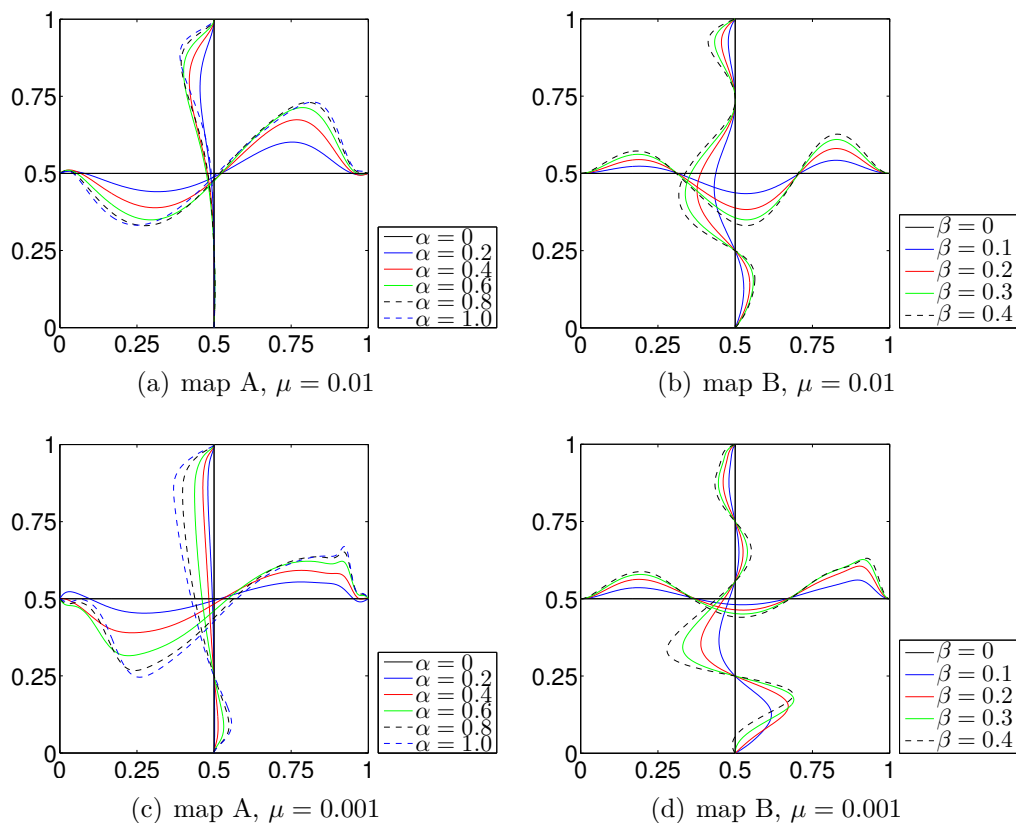 1
0.75
0.5
0.25
0
0 0.25 0.5 0.75 1
α = 0
α = 0.2
α = 0.4
α = 0.6
α = 0.8
α = 1.0
(a) map A, μ = 0.01
1
0.75
0.5
0.25
0
0 0.25 0.5 0.75 1
β = 0
β = 0.1
β = 0.2
β = 0.3
β = 0.4
(b) map B, μ = 0.01
1
0.75
0.5
0.25
0
0 0.25 0.5 0.75 1
α = 0
α = 0.2
α = 0.4
α = 0.6
α = 0.8
α = 1.0
(c) map A, μ = 0.001
1
0.75
0.5
0.25
0
0 0.25 0.5 0.75 1
β = 0
β = 0.1
β = 0.2
β = 0.3
β = 0.4
(d) map B, μ = 0.001